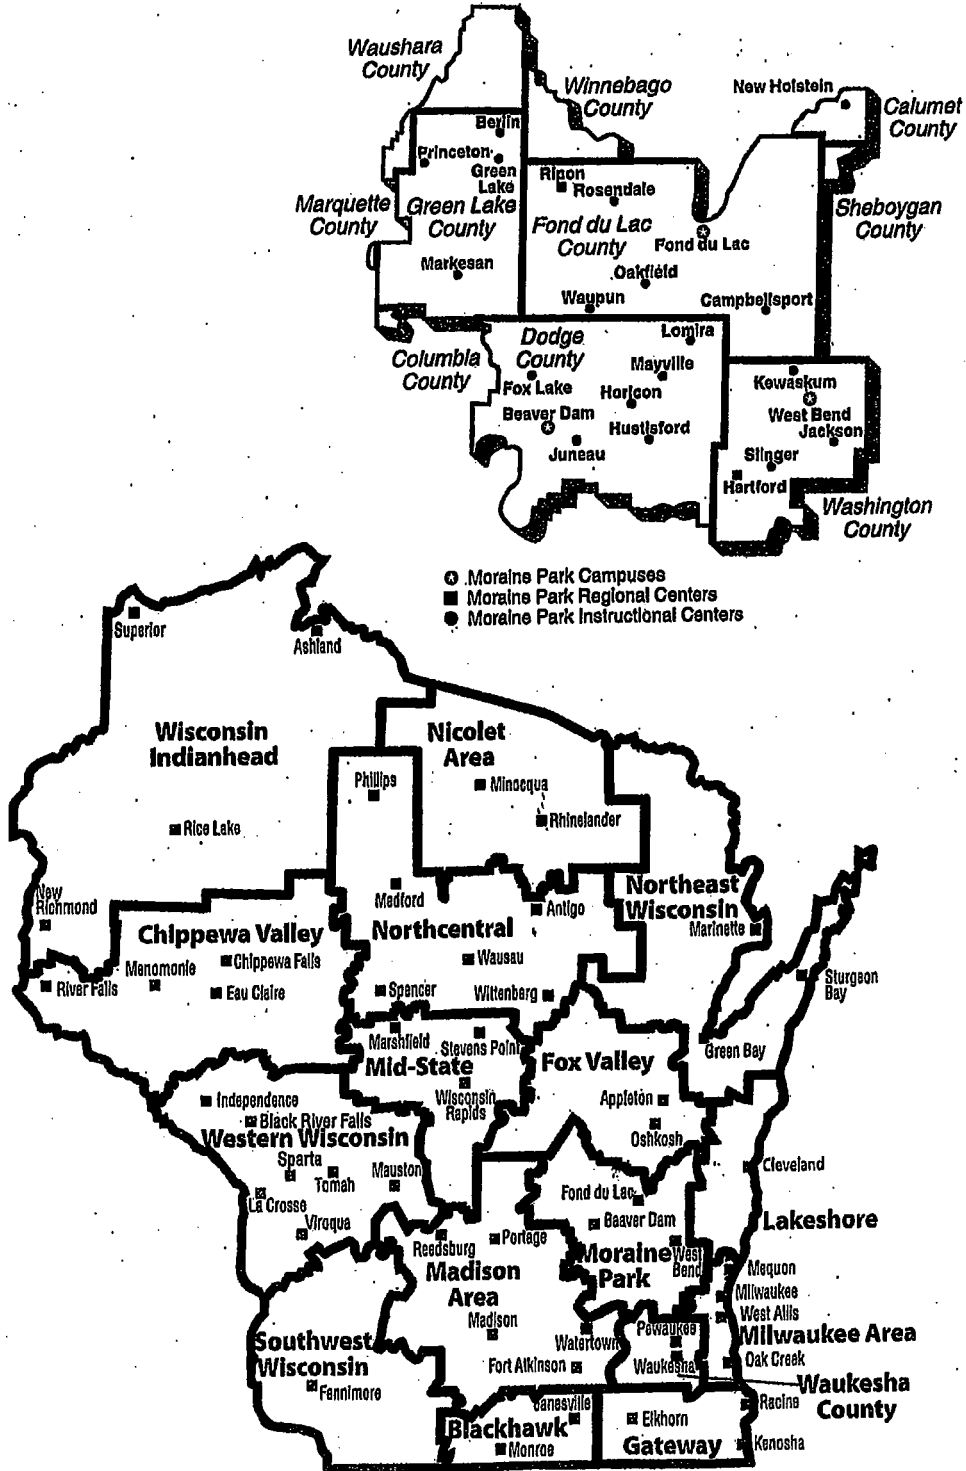 Waushara
County
Winnebago
County
New Holstein
Calumet
County
Berlin
Princeton
Green
Lake
Ripon
Rosendale
Marquette
County
Green Lake
County
Fond du Lac
County
Fond du Lac
Sheboygan
County
Markesan
Oakfield
Waupun
Campbellsport
Lomira
Dodge
County
Columbia
County
Mayville
Fox Lake
Horicon
Kewaskum
Beaver Dam
West Bend
Hustisford
Jackson
Juneau
Slinger
Hartford
Washington
County
Moraine Park Campuses
Moraine Park Regional Centers
Moraine Park Instructional Centers
Superior
Ashland
Wisconsin
Indianhead
Nicolet
Area
Phillips
Minocqua
Rhinelander
Rice Lake
New
Richmond
Medford
Antigo
Northeast
Wisconsin
Marinette
Chippewa Valley
Northcentral
Chippewa Falls
Wausau
Menomonie
River Falls
Eau Claire
Spencer
Wittenberg
Sturgeon
Bay
Marshfield
Stevens Point
Green Bay
Mid-State
Fox Valley
Wisconsin
Rapids
Appleton
Independence
Black River Falls
Oshkosh
Western Wisconsin
Sparta
Tomah
Mauston
Cleveland
La Crosse
Fond du Lac
Viroqua
Beaver Dam
Lakeshore
Reedsburg
Portage
Moraine
Park
West
Bend
Mequon
Madison
Area
Milwaukee
West Allis
Madison
Watertown
Pewaukee
Milwaukee Area
Southwest
Wisconsin
Fort Atkinson
Waukesha
Oak Creek
Fennimore
Waukesha
County
Janesville
Racine
Blackhawk
Elkhorn
Monroe
Gateway
Kenosha